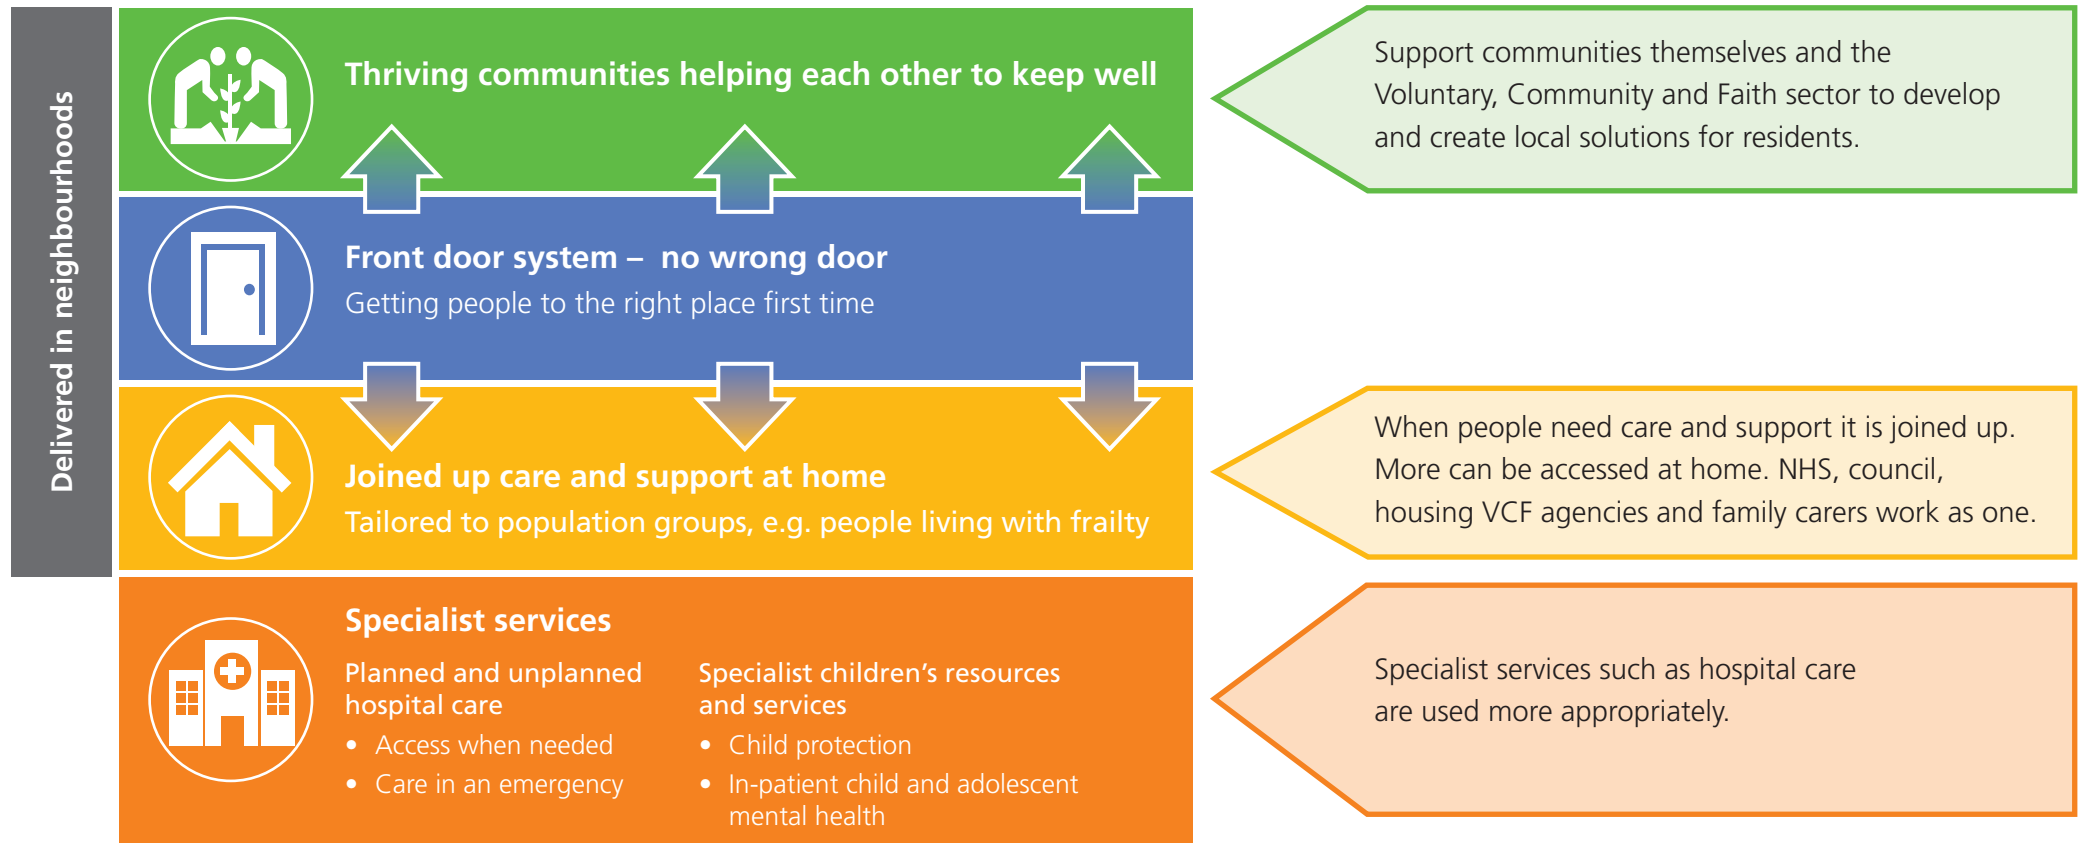 Delivered in neighbourhoods
Thriving communities helping each other to keep well
Support communities themselves and the
Voluntary, Community and Faith sector to develop
and create local solutions for residents.
Front door system – no wrong door
Getting people to the right place first time
Joined up care and support at home
Tailored to population groups, e.g. people living with frailty
When people need care and support it is joined up.
More can be accessed at home. NHS, council,
housing VCF agencies and family carers work as one.
Specialist services
Planned and unplanned
hospital care
• Access when needed
• Care in an emergency
Specialist children's resources
and services
• Child protection
• In-patient child and adolescent
mental health
Specialist services such as hospital care
are used more appropriately.